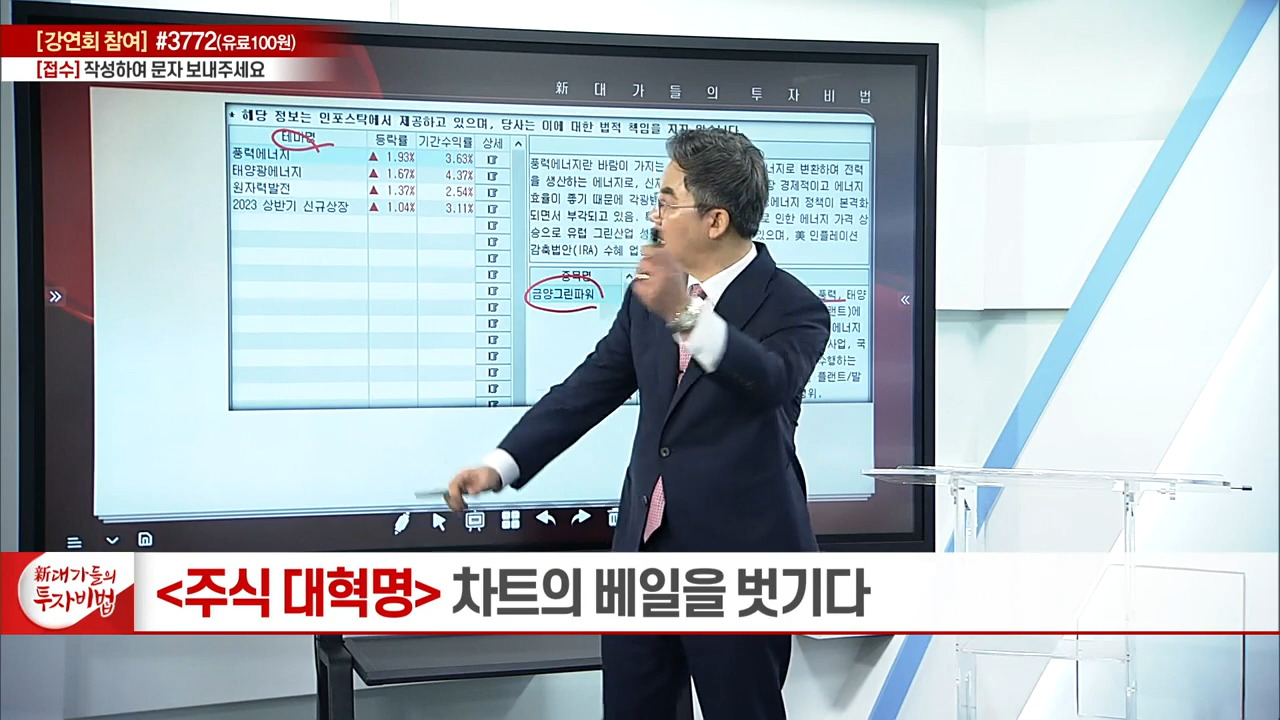 [강연회 참여] #3772(유료100원)
[접수] 작성하여 문자 보내주세요
新 대 가 들 의 투 자 비 법
* 해당 정보는 인포스탁에서 제공하고 있으며, 당사는 이에 대한 법적 책임을 지지 않습니다
테마명 등락률 기간수익률 상세
풍력에너지 ▲ 1.93% 3.63%
태양광에너지 ▲ 1.67% 4.37%
원자력발전 ▲ 1.37% 2.54%
2023 상반기 신규상장 ▲ 1.04% 3.11%
풍력에너지란 바람이 가지는 에너지로 변환하여 전력
을 생산하는 에너지로, 경제적이고 에너지
효율이 좋기 때문에 에너지 정책이 본격화
되면서 부각되고 있음. 로 인한 에너지 가격 상
승으로 유럽 그린산업 있으며, 美 인플레이션
감축법안(IRA) 수혜
종목명
금양그린파워
풍력, 태양
랜트)에
에너지
사업, 국
수행하는
플랜트/발
»
«
新대가들의
투자비법
<주식 대혁명> 차트의 베일을 벗기다